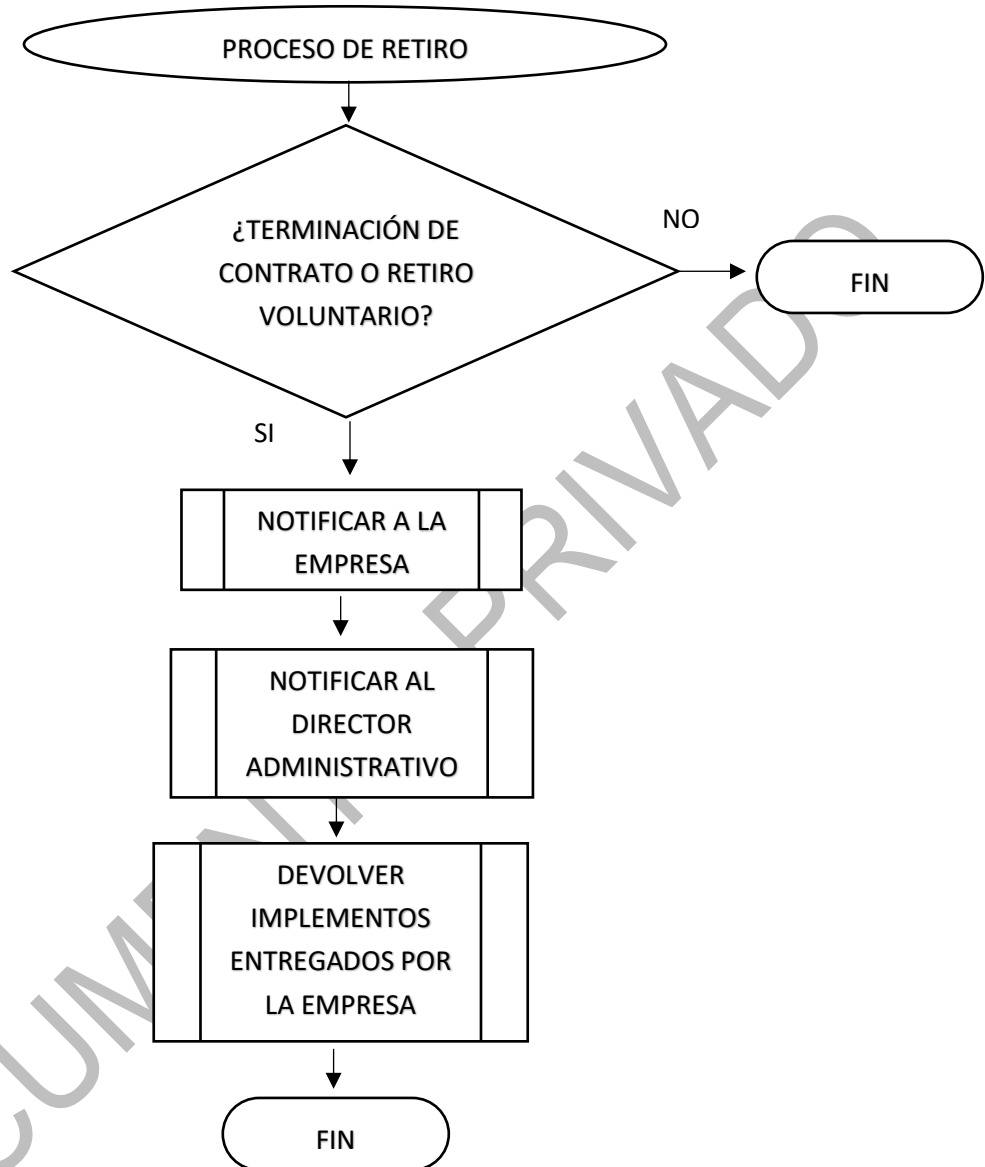 PROCESO DE RETIRO
¿TERMINACIÓN DE
CONTRATO O RETIRO
VOLUNTARIO?
NO
FIN
SI
NOTIFICAR A LA
EMPRESA
NOTIFICAR AL
DIRECTOR
ADMINISTRATIVO
DEVOLVER
IMPLEMENTOS
ENTREGADOS POR
LA EMPRESA
FIN
PRIVADO